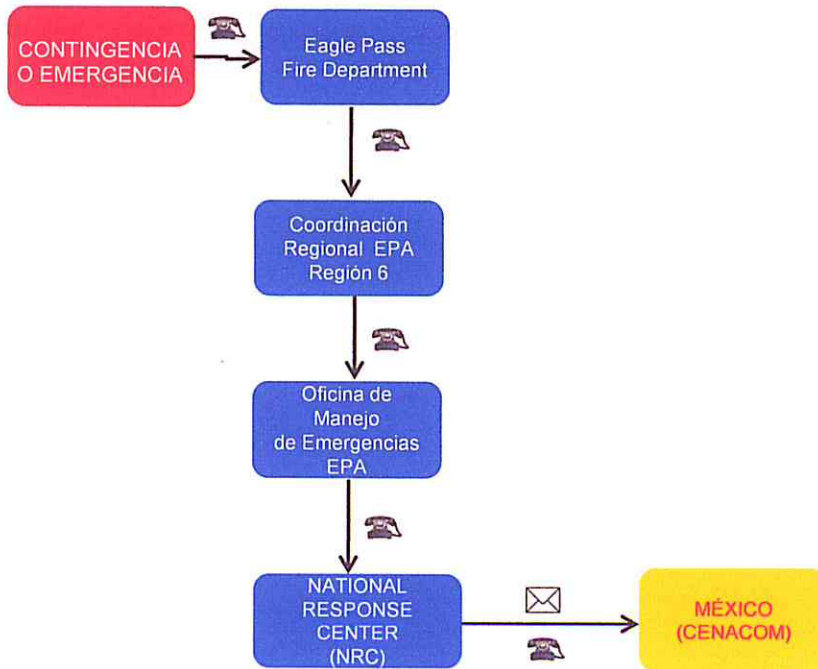 CONTINGENCIA
O EMERGENCIA
Eagle Pass
Fire Department
Coordinación
Regional EPA
Región 6
Oficina de
Manejo
de Emergencias
EPA
NATIONAL
RESPONSE
CENTER
(NRC)
MÉXICO
(CENACOM)